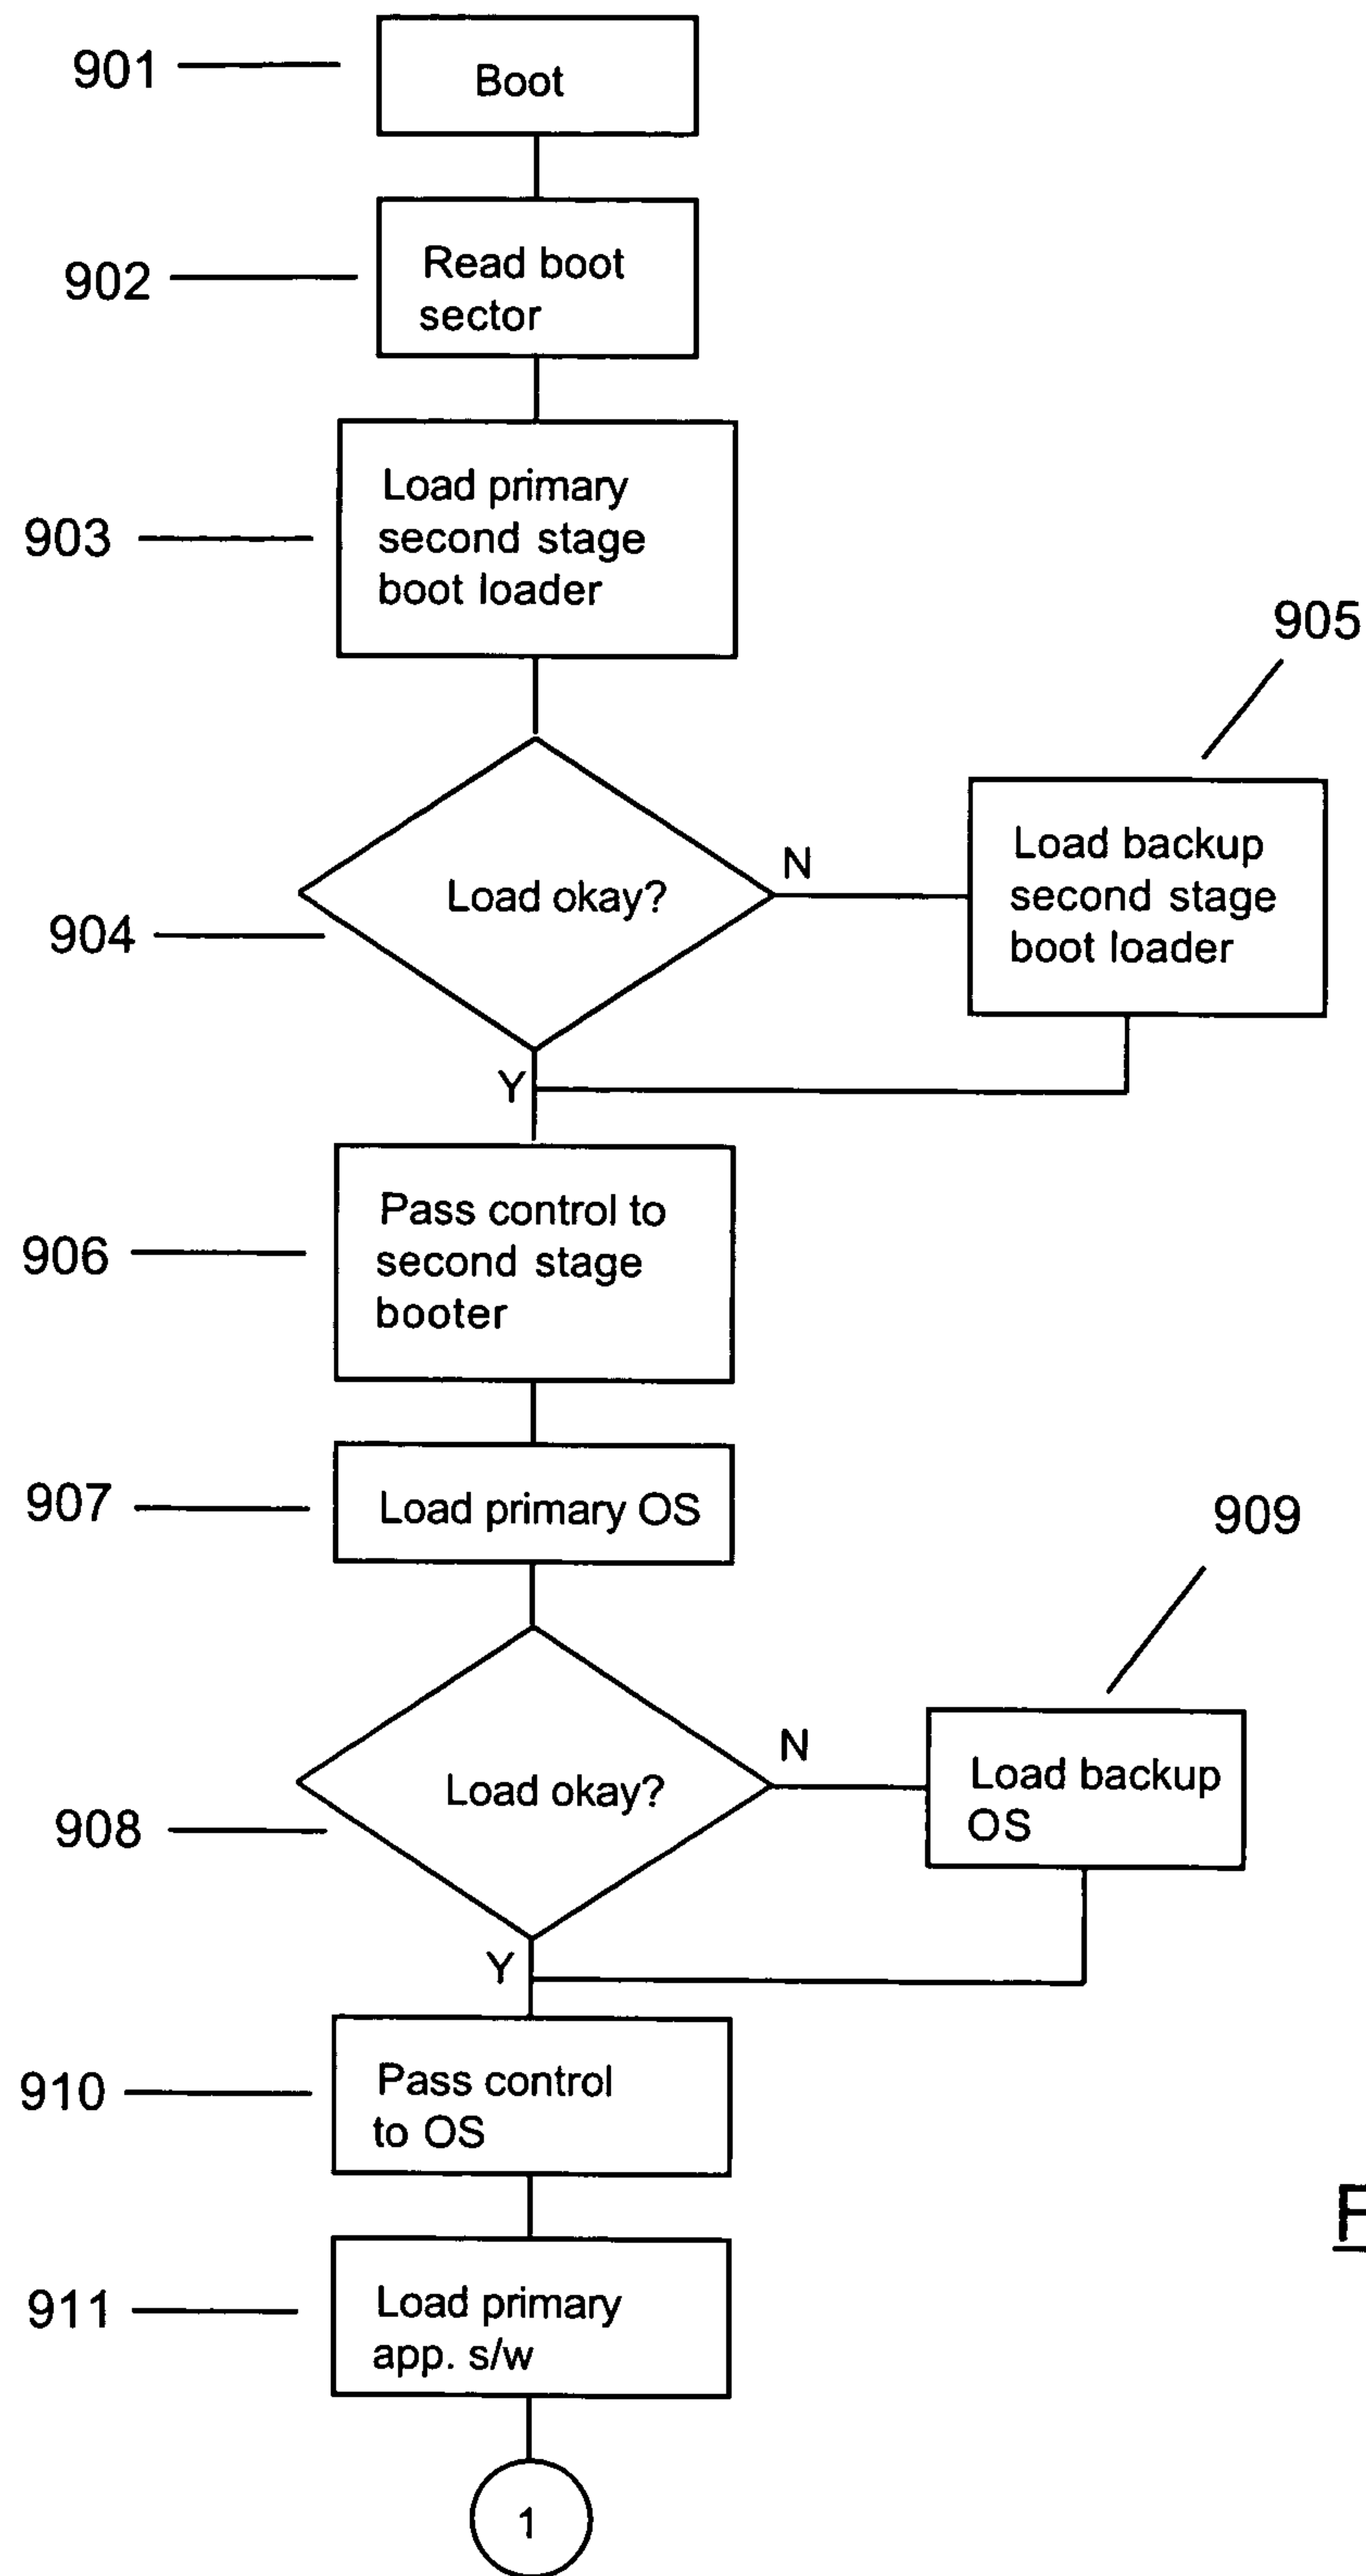 901
Boot
902
Read boot
sector
903
Load primary
second stage
boot loader
905
904
Load okay?
N
Load backup
second stage
boot loader
Y
906
Pass control to
second stage
booter
907
Load primary OS
909
908
Load okay?
N
Load backup
OS
Y
910
Pass control
to OS
911
Load primary
app. s/w
1